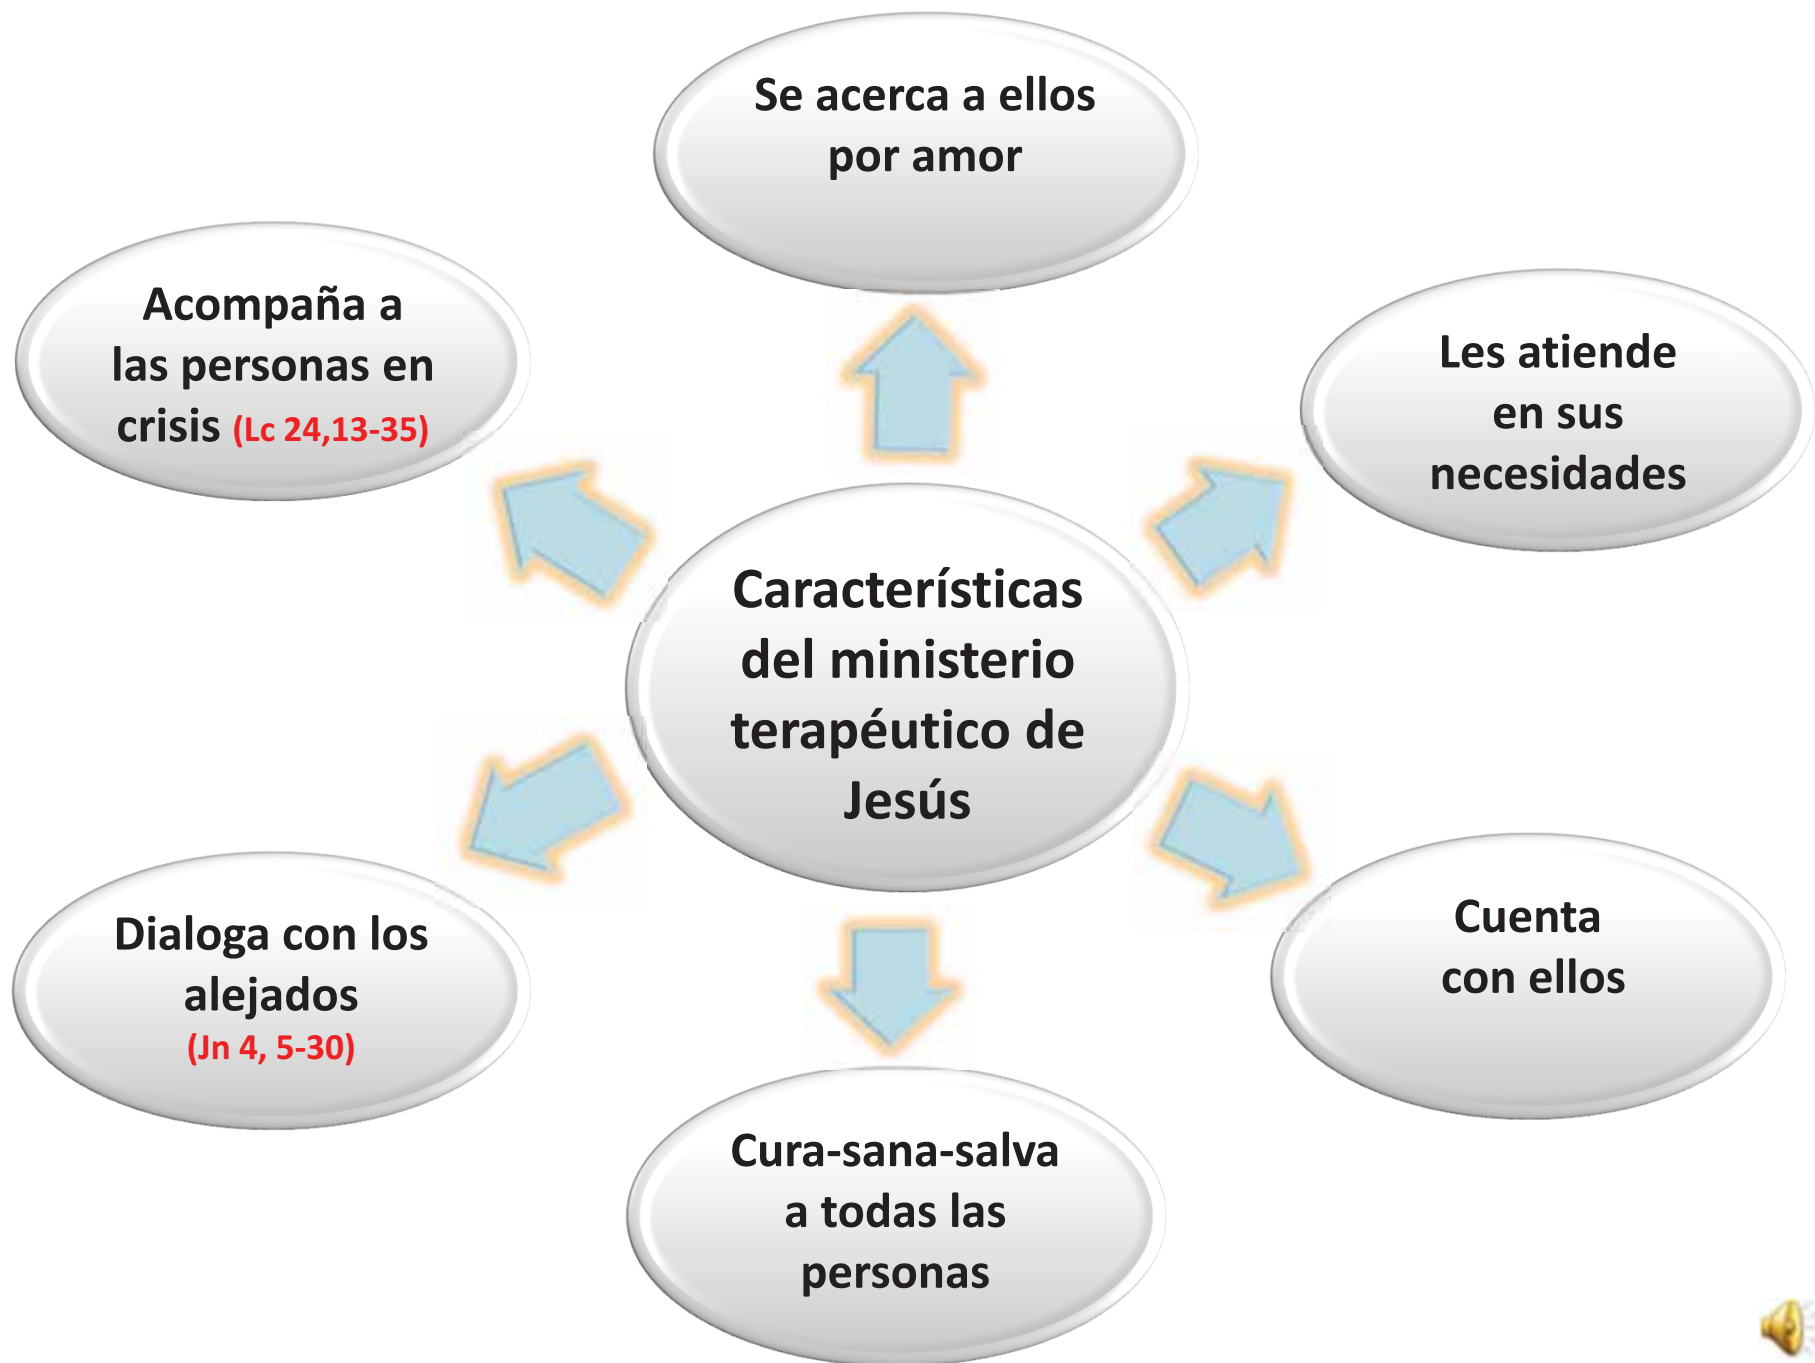 Se acerca a ellos
por amor
Acompaña a
las personas en
crisis (Lc 24,13-35)
Les atiende
en sus
necesidades
Características
del ministerio
terapéutico de
Jesús
Dialoga con los
alejados
(Jn 4, 5-30)
Cuenta
con ellos
Cura-sana-salva
a todas las
personas